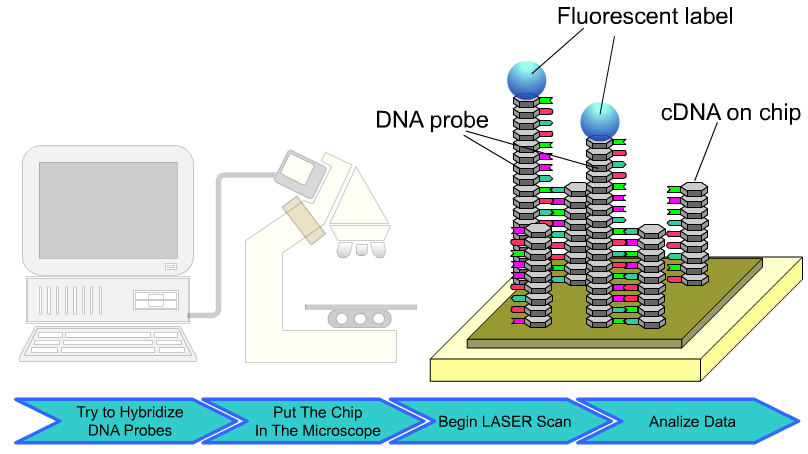 Fluorescent label
DNA probe
cDNA on chip
Try to Hybridize
DNA Probes
Put The Chip
In The Microscope
Begin LASER Scan
Analize Data